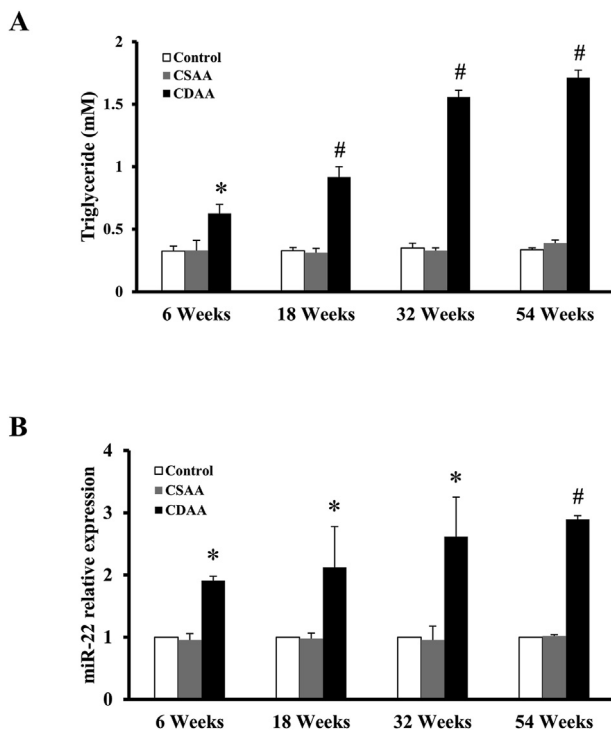 A
Triglyceride (mM)
2
1.5
1
0.5
0
Control
CSAA
CDAA
*
#
#
#
6 Weeks 18 Weeks 32 Weeks 54 Weeks
B
miR-22 relative expression
4
3
2
1
0
Control
CSAA
CDAA
*
*
*
#
6 Weeks 18 Weeks 32 Weeks 54 Weeks